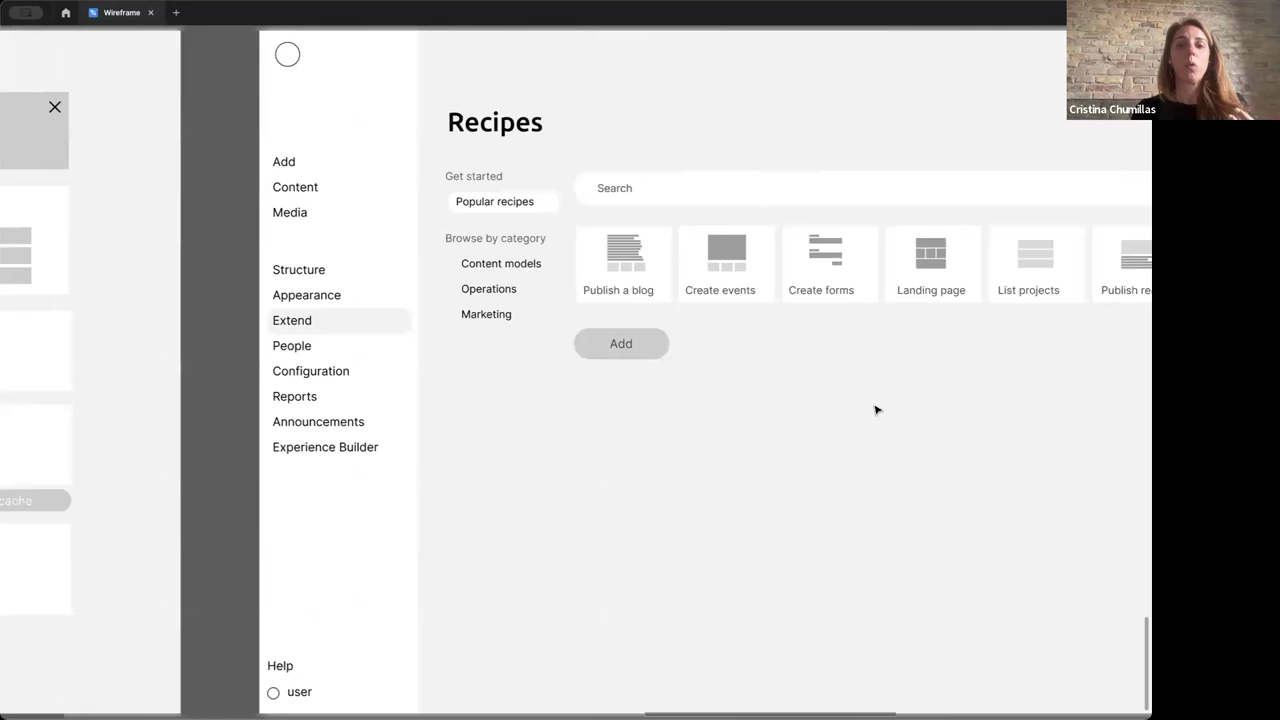 Wireframe
Cristina Chumillas
Recipes
Add
Content
Media
Structure
Appearance
Extend
People
Configuration
Reports
Announcements
Experience Builder
Help
user
Get started
Popular recipes
Browse by category
Content models
Operations
Marketing
Search
Publish a blog
Create events
Create forms
Landing page
List projects
Publish re
Add
cache